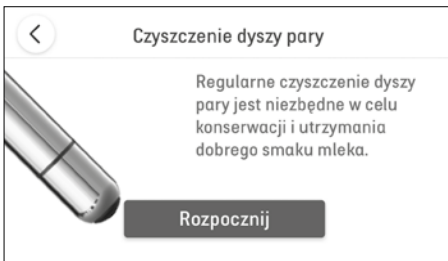 Czyszczenie dyszy pary
Regularne czyszczenie dyszy
pary jest niezbędne w celu
konserwacji i utrzymania
dobrego smaku mleka.
Rozpocznij